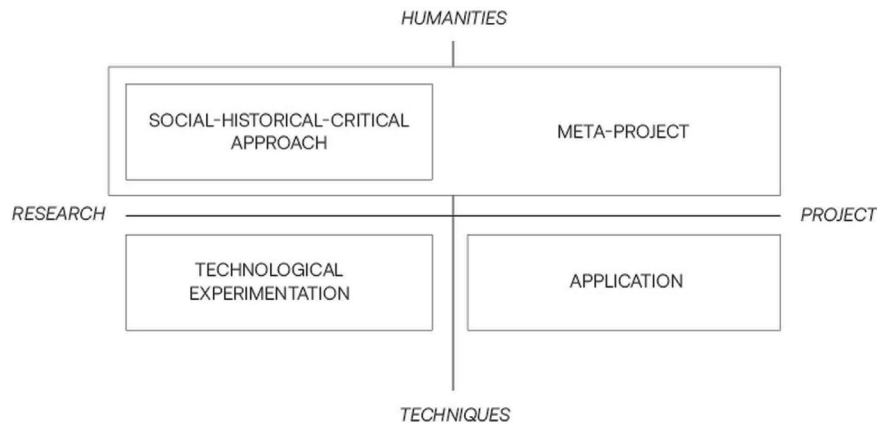 HUMANITIES
SOCIAL-HISTORICAL-CRITICAL
APPROACH
META-PROJECT
RESEARCH
PROJECT
TECHNOLOGICAL
EXPERIMENTATION
APPLICATION
TECHNIQUES